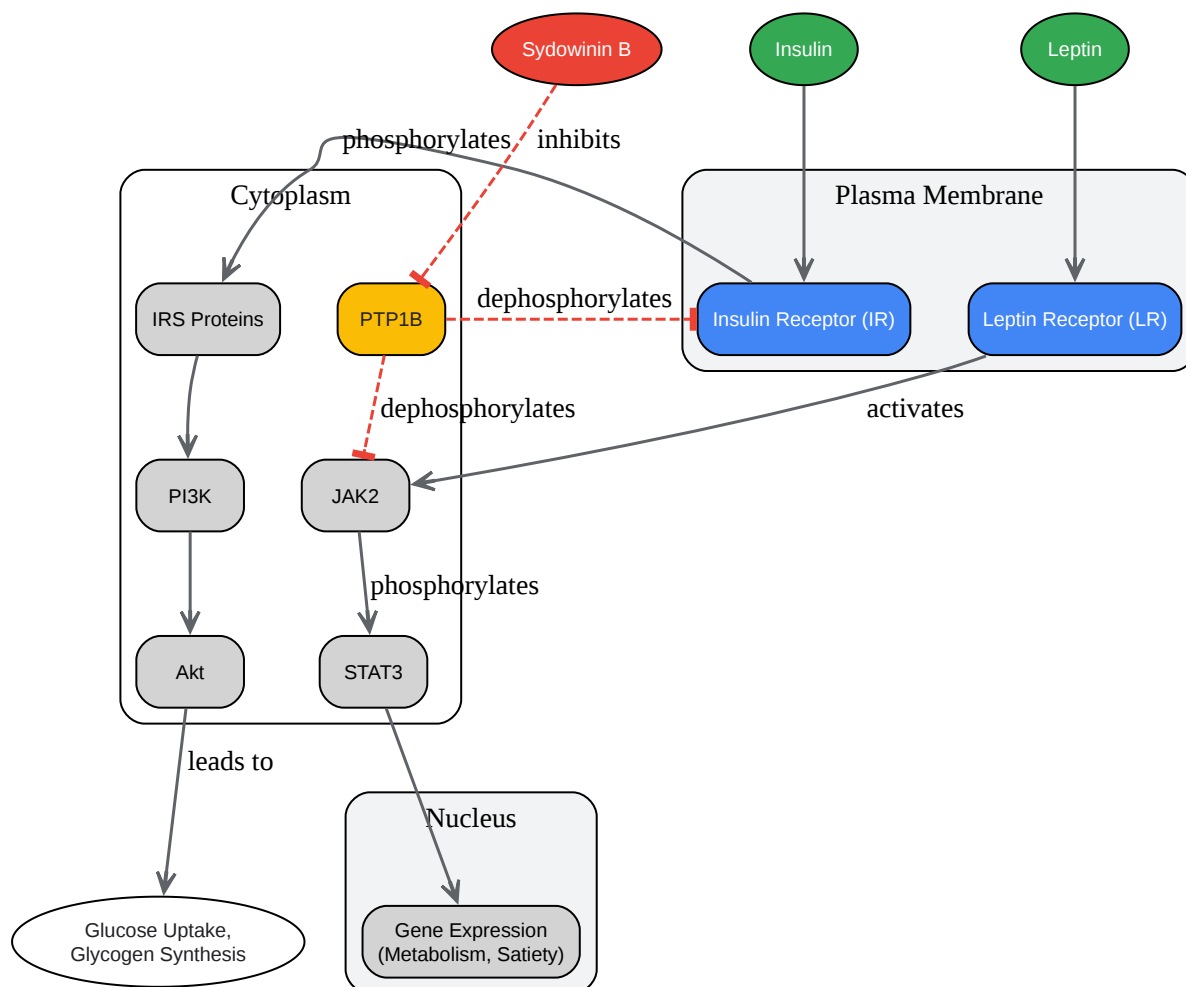 Sydowinin B
Insulin
Leptin
phosphorylates
inhibits
Cytoplasm
Plasma Membrane
IRS Proteins
PTP1B
dephosphorylates
Insulin Receptor (IR)
Leptin Receptor (LR)
dephosphorylates
activates
PI3K
JAK2
phosphorylates
Akt
STAT3
leads to
Nucleus
Glucose Uptake,
Glycogen Synthesis
Gene Expression
(Metabolism, Satiety)